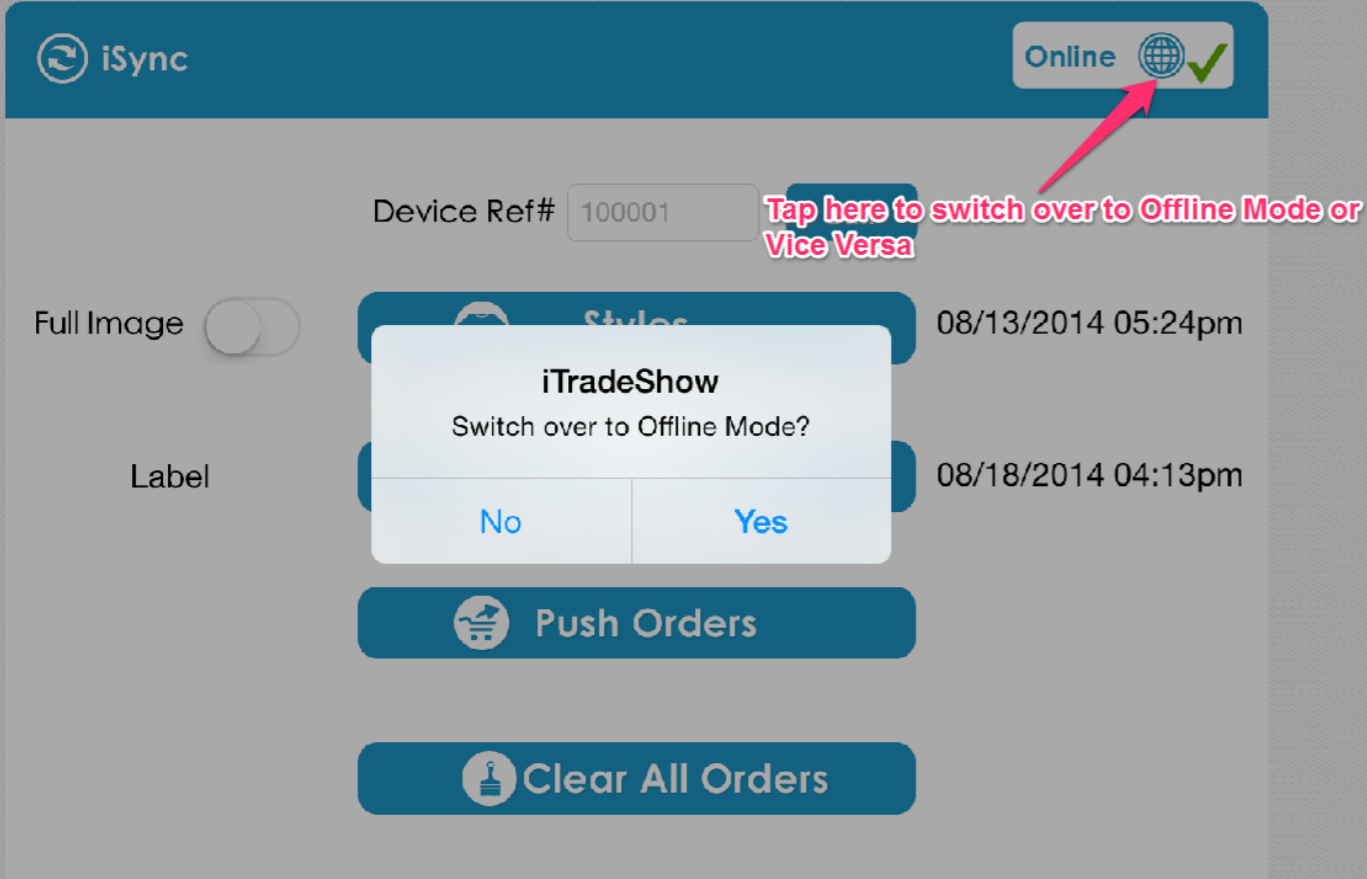 iSync
Online
Device Ref# 100001
Tap here to switch over to Offline Mode or
Vice Versa
Full Image
Styles
08/13/2014 05:24pm
iTradeShow
Switch over to Offline Mode?
Label
08/18/2014 04:13pm
No
Yes
Push Orders
Clear All Orders